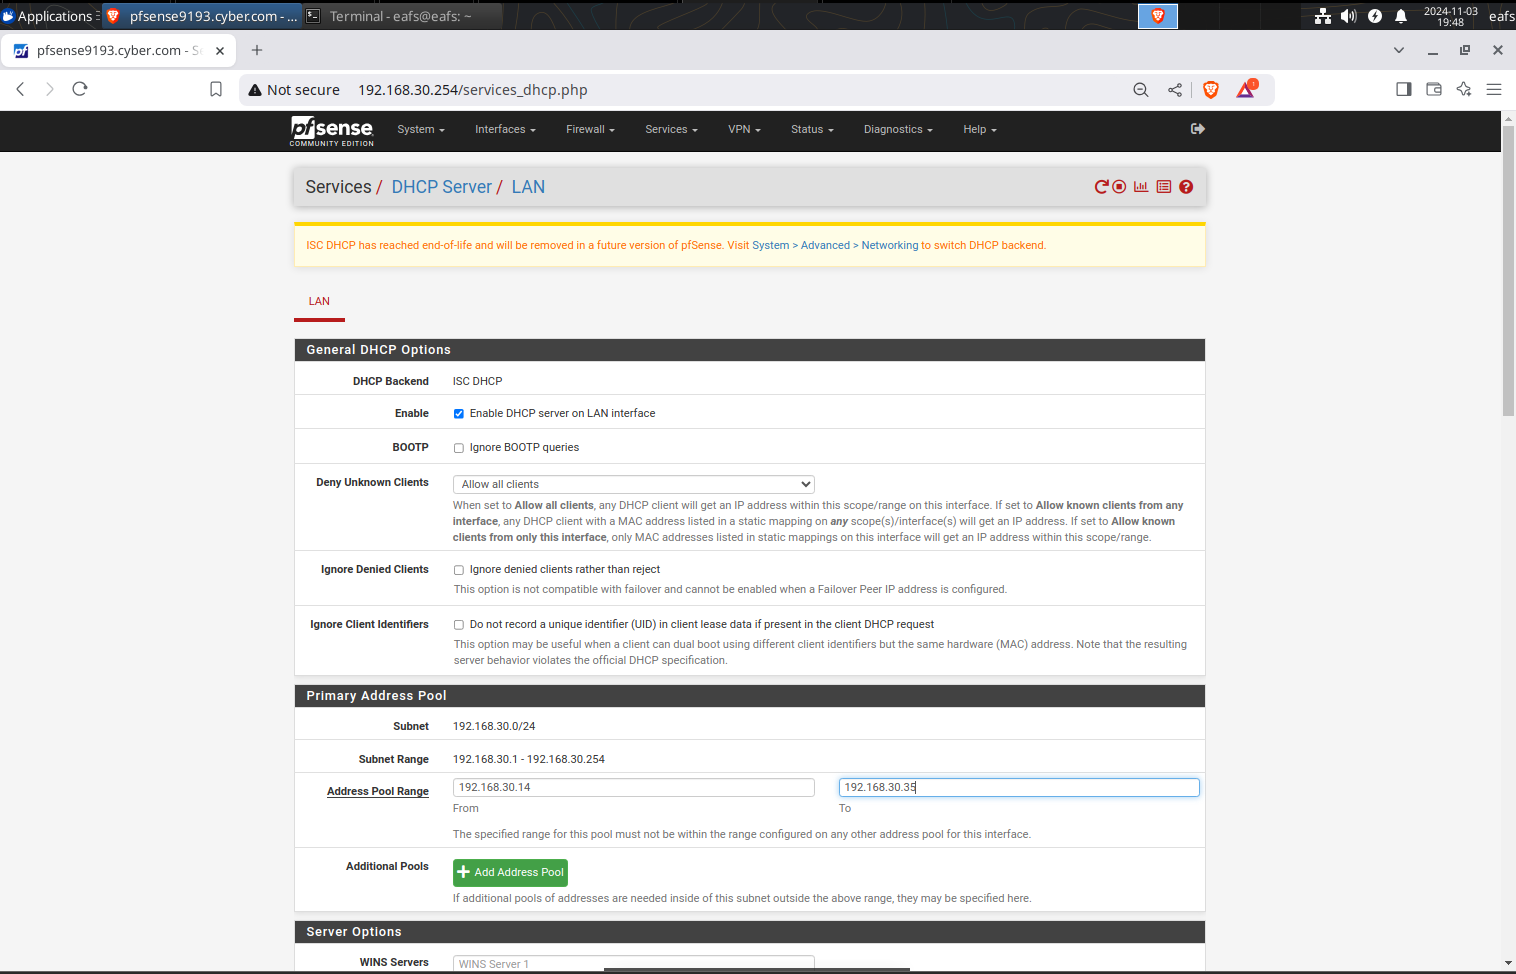 Applications
pfsense9193.cyber.com - ...
Terminal - eafs@eafs: ~
2024-11-03
19:48
eafs
pfsense9193.cyber.com - S
Not secure
192.168.30.254/services_dhcp.php
1
pfsense
COMMUNITY EDITION
System
Interfaces
Firewall
Services
VPN
Status
Diagnostics
Help
Services / DHCP Server / LAN
ISC DHCP has reached end-of-life and will be removed in a future version of pfSense. Visit System > Advanced > Networking to switch DHCP backend.
LAN
General DHCP Options
DHCP Backend
ISC DHCP
Enable
Enable DHCP server on LAN interface
BOOTP
Ignore BOOTP queries
Deny Unknown Clients
Allow all clients
When set to Allow all clients, any DHCP client will get an IP address within this scope/range on this interface. If set to Allow known clients from any
interface, any DHCP client with a MAC address listed in a static mapping on any scope(s)/interface(s) will get an IP address. If set to Allow known
clients from only this interface, only MAC addresses listed in static mappings on this interface will get an IP address within this scope/range.
Ignore Denied Clients
Ignore denied clients rather than reject
This option is not compatible with failover and cannot be enabled when a Failover Peer IP address is configured.
Ignore Client Identifiers
Do not record a unique identifier (UID) in client lease data if present in the client DHCP request
This option may be useful when a client can dual boot using different client identifiers but the same hardware (MAC) address. Note that the resulting
server behavior violates the official DHCP specification.
Primary Address Pool
Subnet
192.168.30.0/24
Subnet Range
192.168.30.1 - 192.168.30.254
Address Pool Range
192.168.30.14
192.168.30.35
From
To
The specified range for this pool must not be within the range configured on any other address pool for this interface.
Additional Pools
Add Address Pool
If additional pools of addresses are needed inside of this subnet outside the above range, they may be specified here.
Server Options
WINS Servers
WINS Server 1